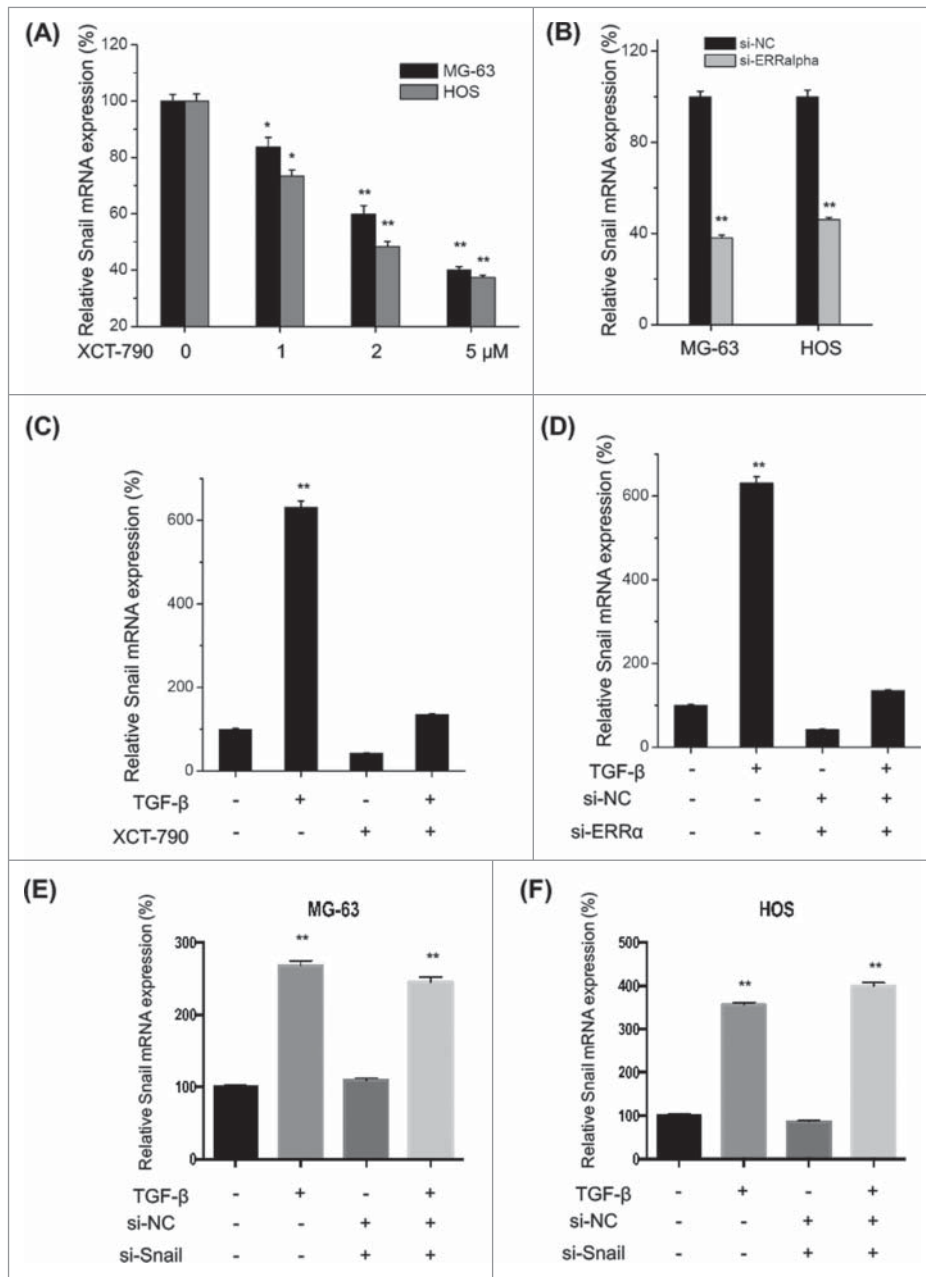 (A)
Relative Snail mRNA expression (%)
120
100
80
60
40
20
MG-63
HOS
* *
** **
** **
XCT-790 0 1 2 5 µM
(B)
Relative Snail mRNA expression (%)
120
80
40
0
si-NC
si-ERRalpha
** **
MG-63 HOS
(C)
Relative Snail mRNA expression (%)
600
400
200
0
**
TGF-β - + - +
XCT-790 - - + +
(D)
Relative Snail mRNA expression (%)
600
400
200
0
**
TGF-β - + - +
si-NC - - + +
si-ERRα - - + +
(E)
MG-63
Relative Snail mRNA expression (%)
300
200
100
0
** **
TGF-β - + - +
si-NC - - + +
si-Snail - - + +
(F)
HOS
Relative Snail mRNA expression (%)
500
400
300
200
100
0
** **
TGF-β - + - +
si-NC - - + +
si-Snail - - + +